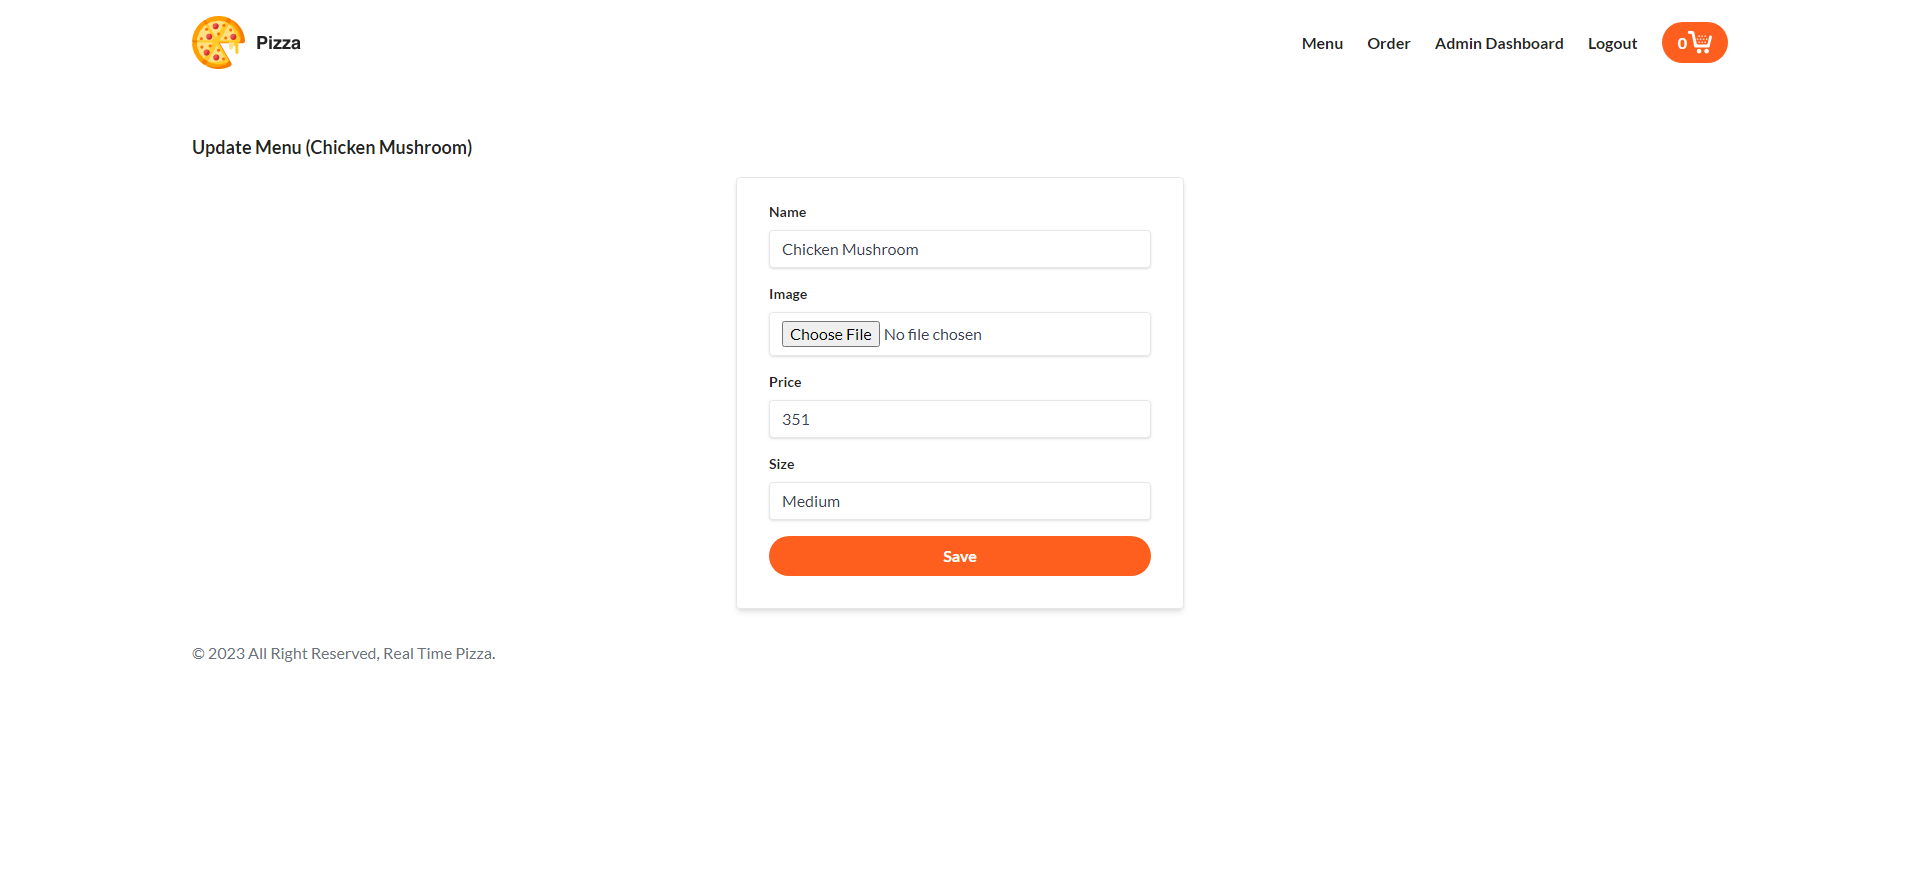 Pizza
Menu Order Admin Dashboard Logout 0
Update Menu (Chicken Mushroom)
Name
Chicken Mushroom
Image
Choose File No file chosen
Price
351
Size
Medium
Save
© 2023 All Right Reserved, Real Time Pizza.